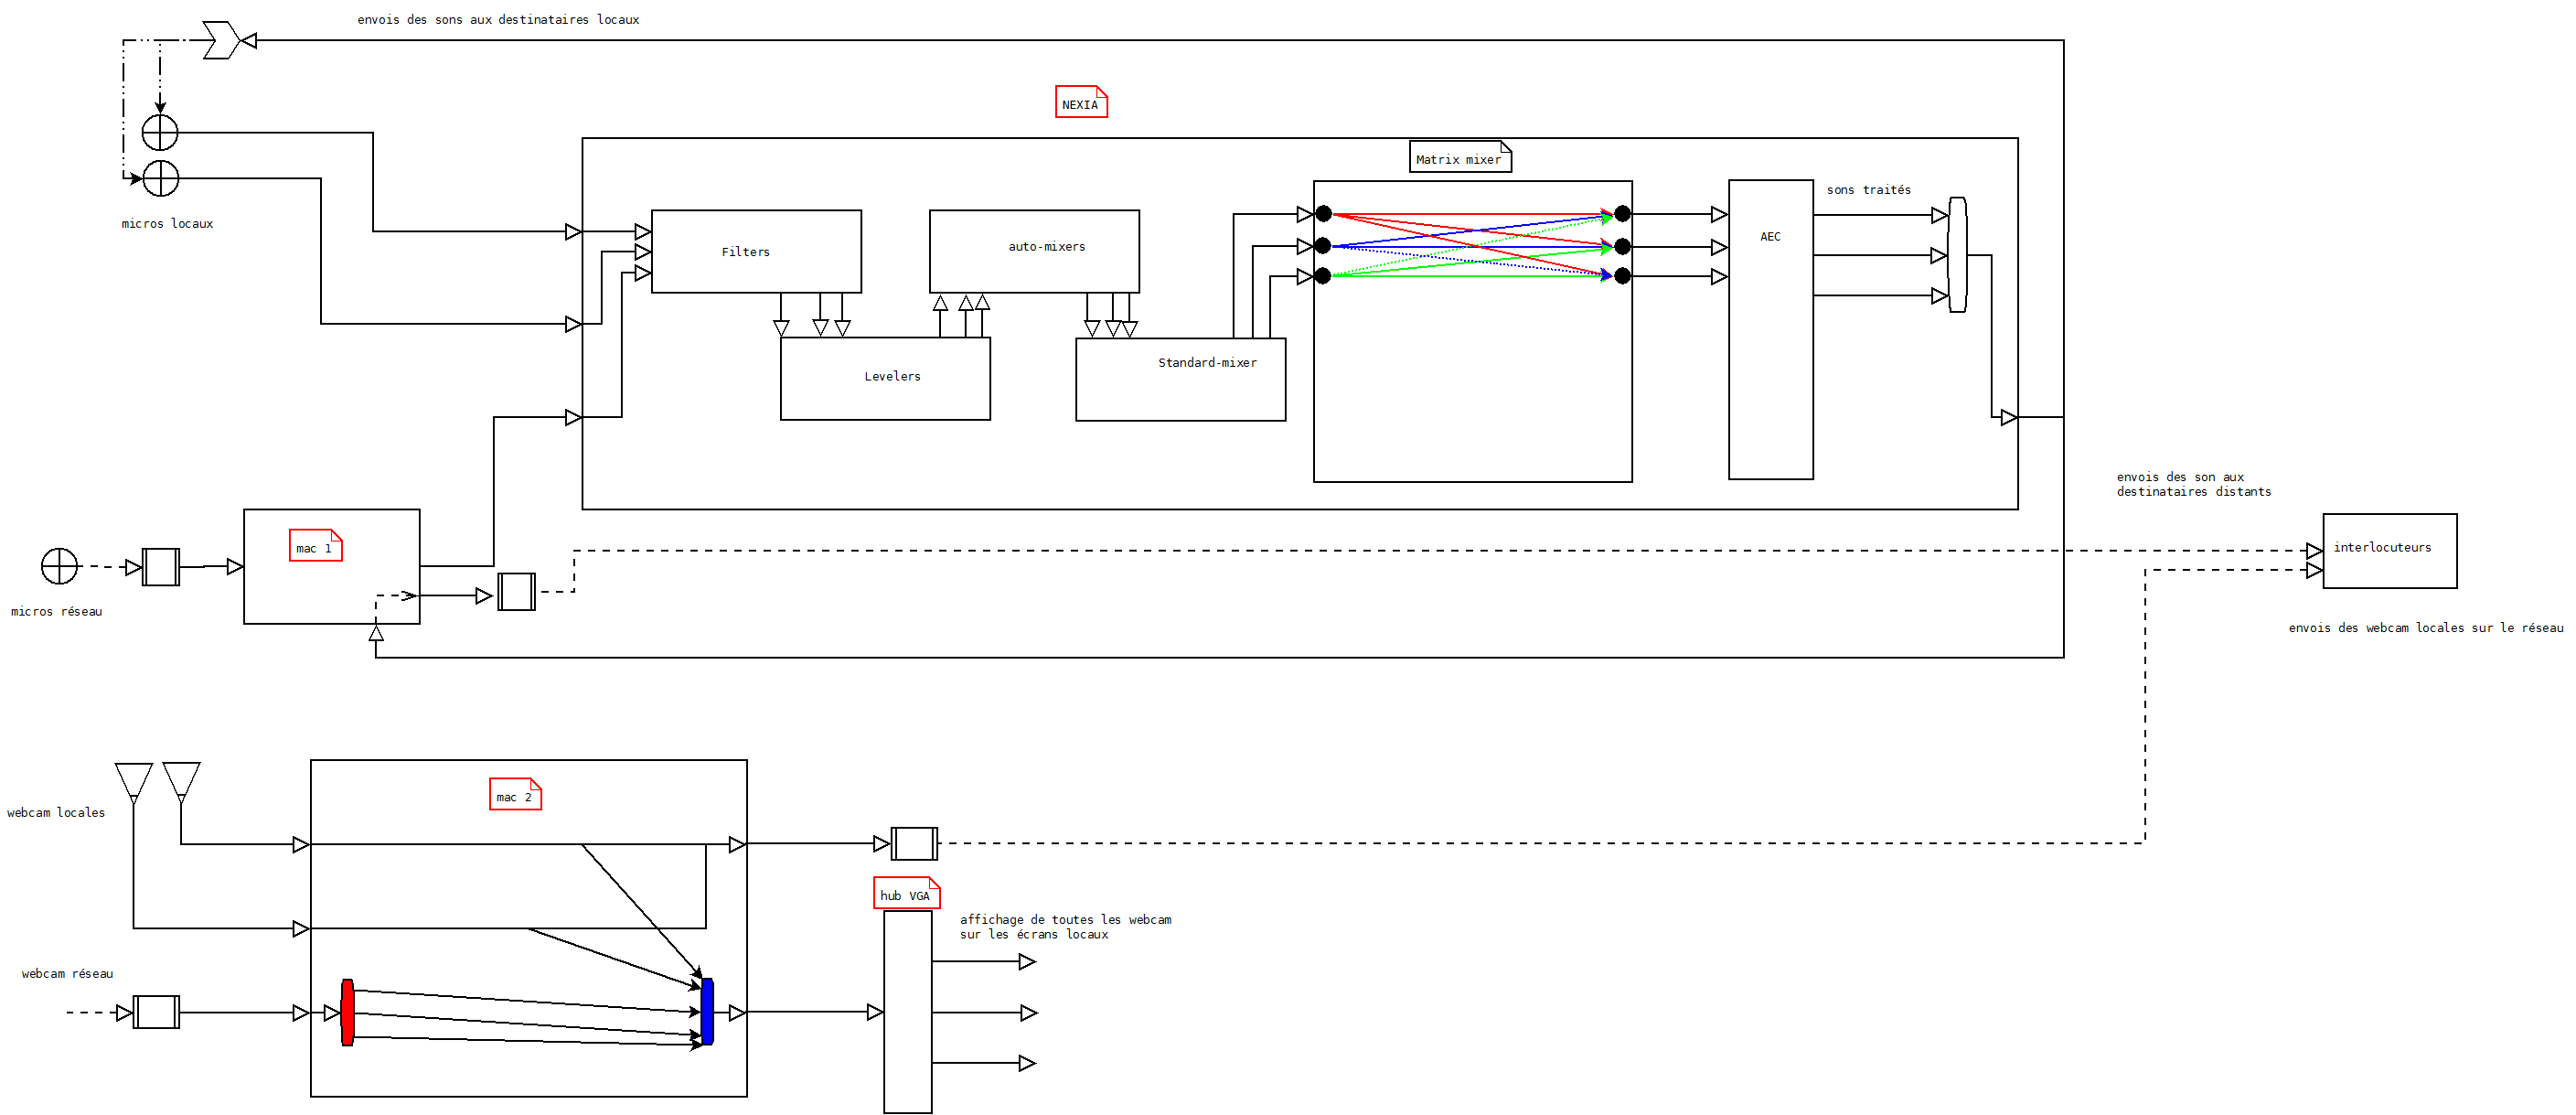 envois des sons aux destinataires locaux
NEXIA
Matrix mixer
sons traités
micros locaux
Filters
auto-mixers
AEC
Levelers
Standard-mixer
envois des son aux
destinataires distants
mac 1
interlocuteurs
micros réseau
envois des webcam locales sur le réseau
mac 2
webcam locales
hub VGA
affichage de toutes les webcam
sur les écrans locaux
webcam réseau